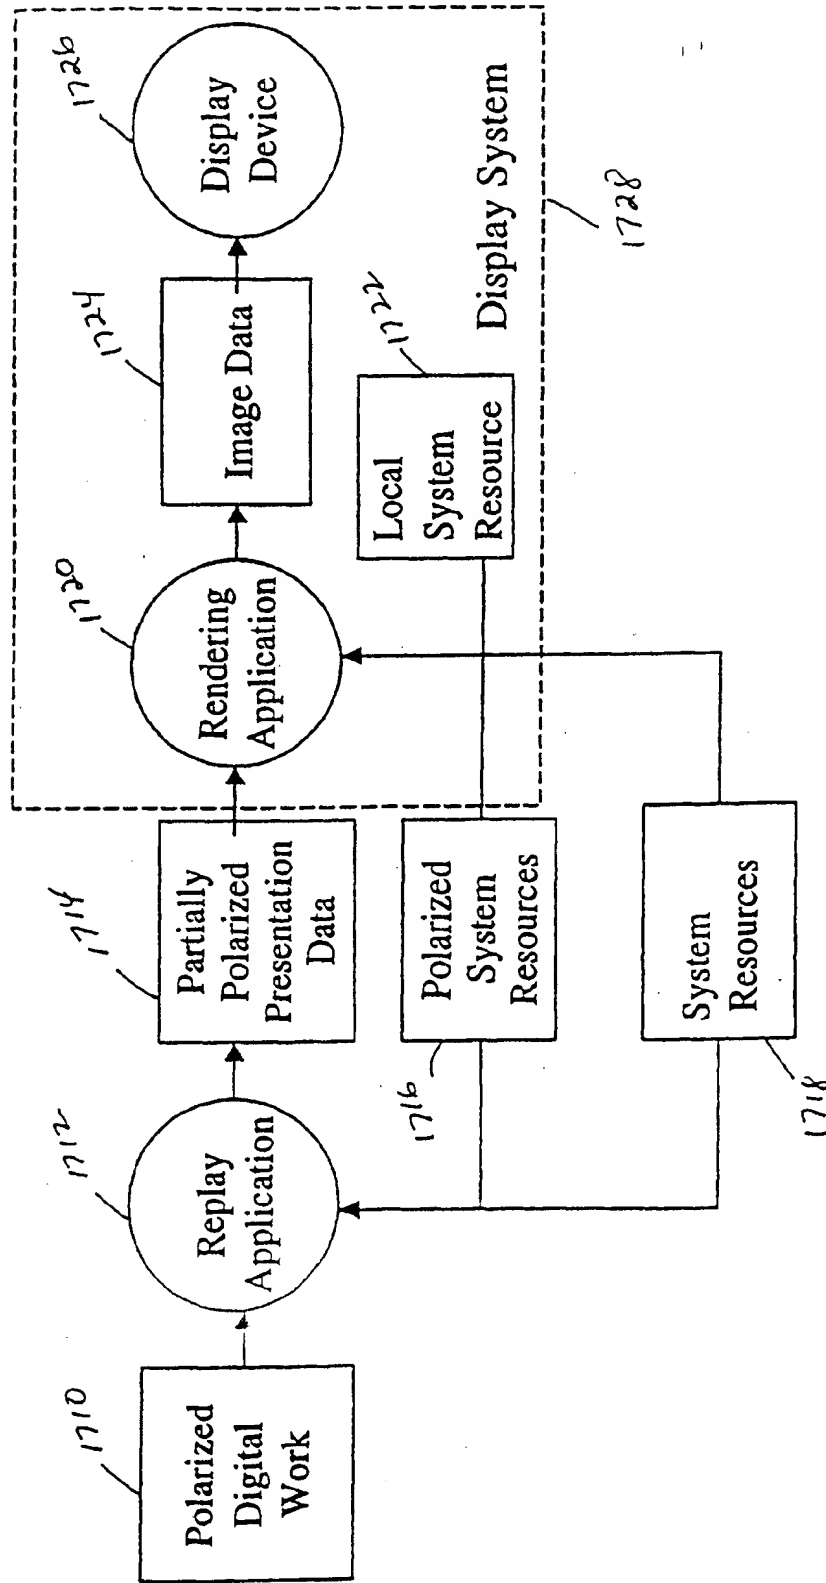 1710
Polarized
Digital
Work
1712
Replay
Application
1714
Partially
Polarized
Presentation
Data
1720
Rendering
Application
1724
Image Data
1726
Display
Device
1716
Polarized
System
Resources
1722
Local
System
Resource
Display System
1728
1718
System
Resources